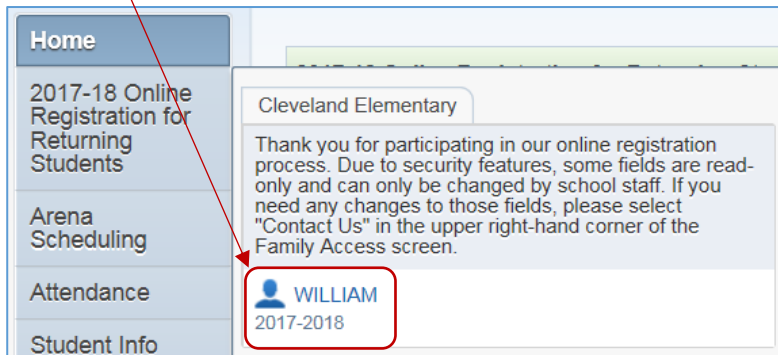 Home
2017-18 Online
Registration for
Returning
Students
Arena
Scheduling
Attendance
Student Info
Cleveland Elementary
Thank you for participating in our online registration
process. Due to security features, some fields are read-
only and can only be changed by school staff. If you
need any changes to those fields, please select
"Contact Us" in the upper right-hand corner of the
Family Access screen.
WILLIAM
2017-2018